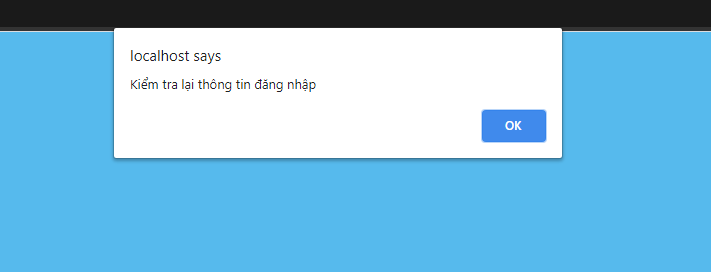 localhost says
Kiểm tra lại thông tin đăng nhập
OK